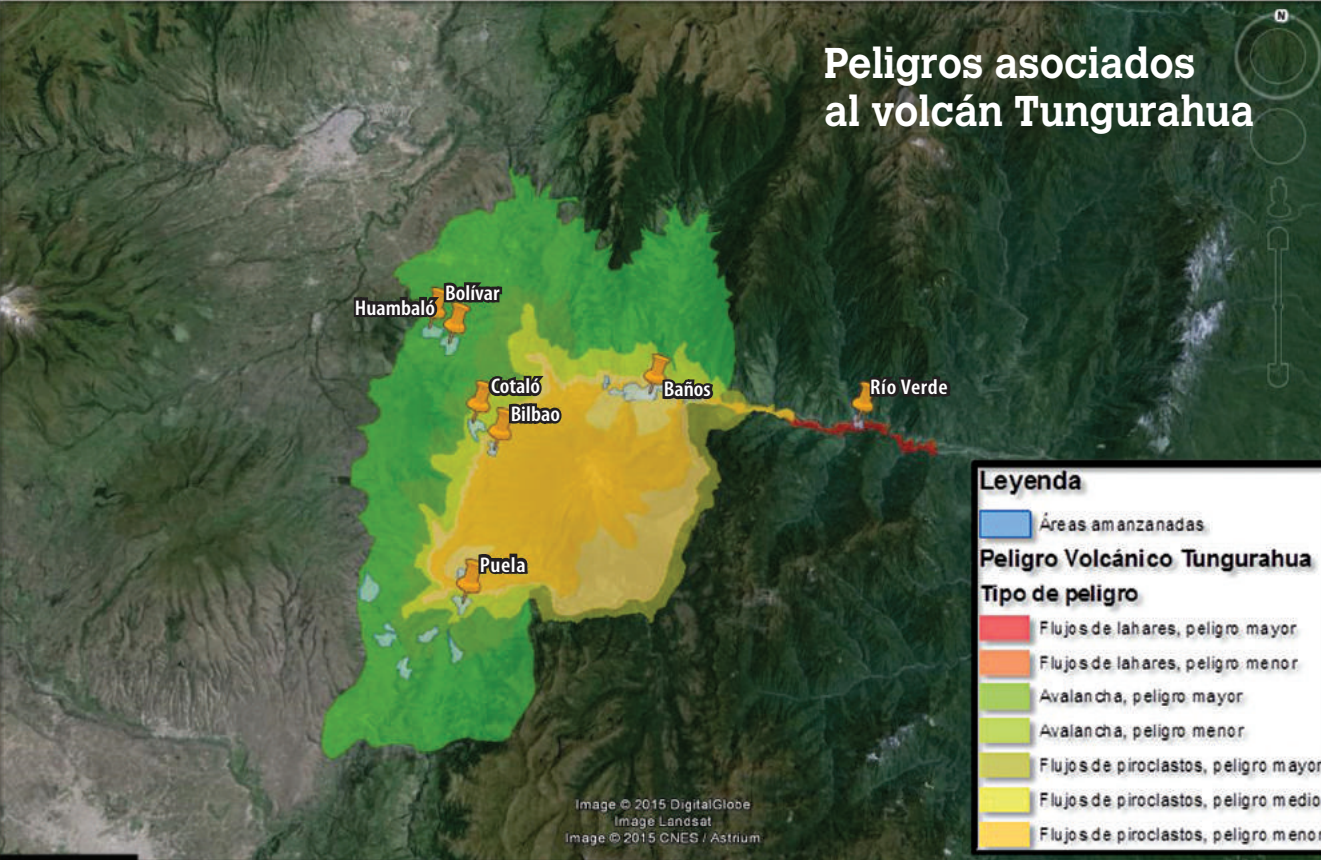 N
Peligros asociados
al volcán Tungurahua
Bolívar
Huambaló
Cotaló
Baños
Río Verde
Bilbao
Puela
Leyenda
Áreas amanzanadas
Peligro Volcánico Tungurahua
Tipo de peligro
Flujos de lahares, peligro mayor
Flujos de lahares, peligro menor
Avalancha, peligro mayor
Avalancha, peligro menor
Flujos de piroclastos, peligro mayor
Flujos de piroclastos, peligro medio
Flujos de piroclastos, peligro menor
Image © 2015 DigitalGlobe
Image Landsat
Image © 2015 CNES / Astrium